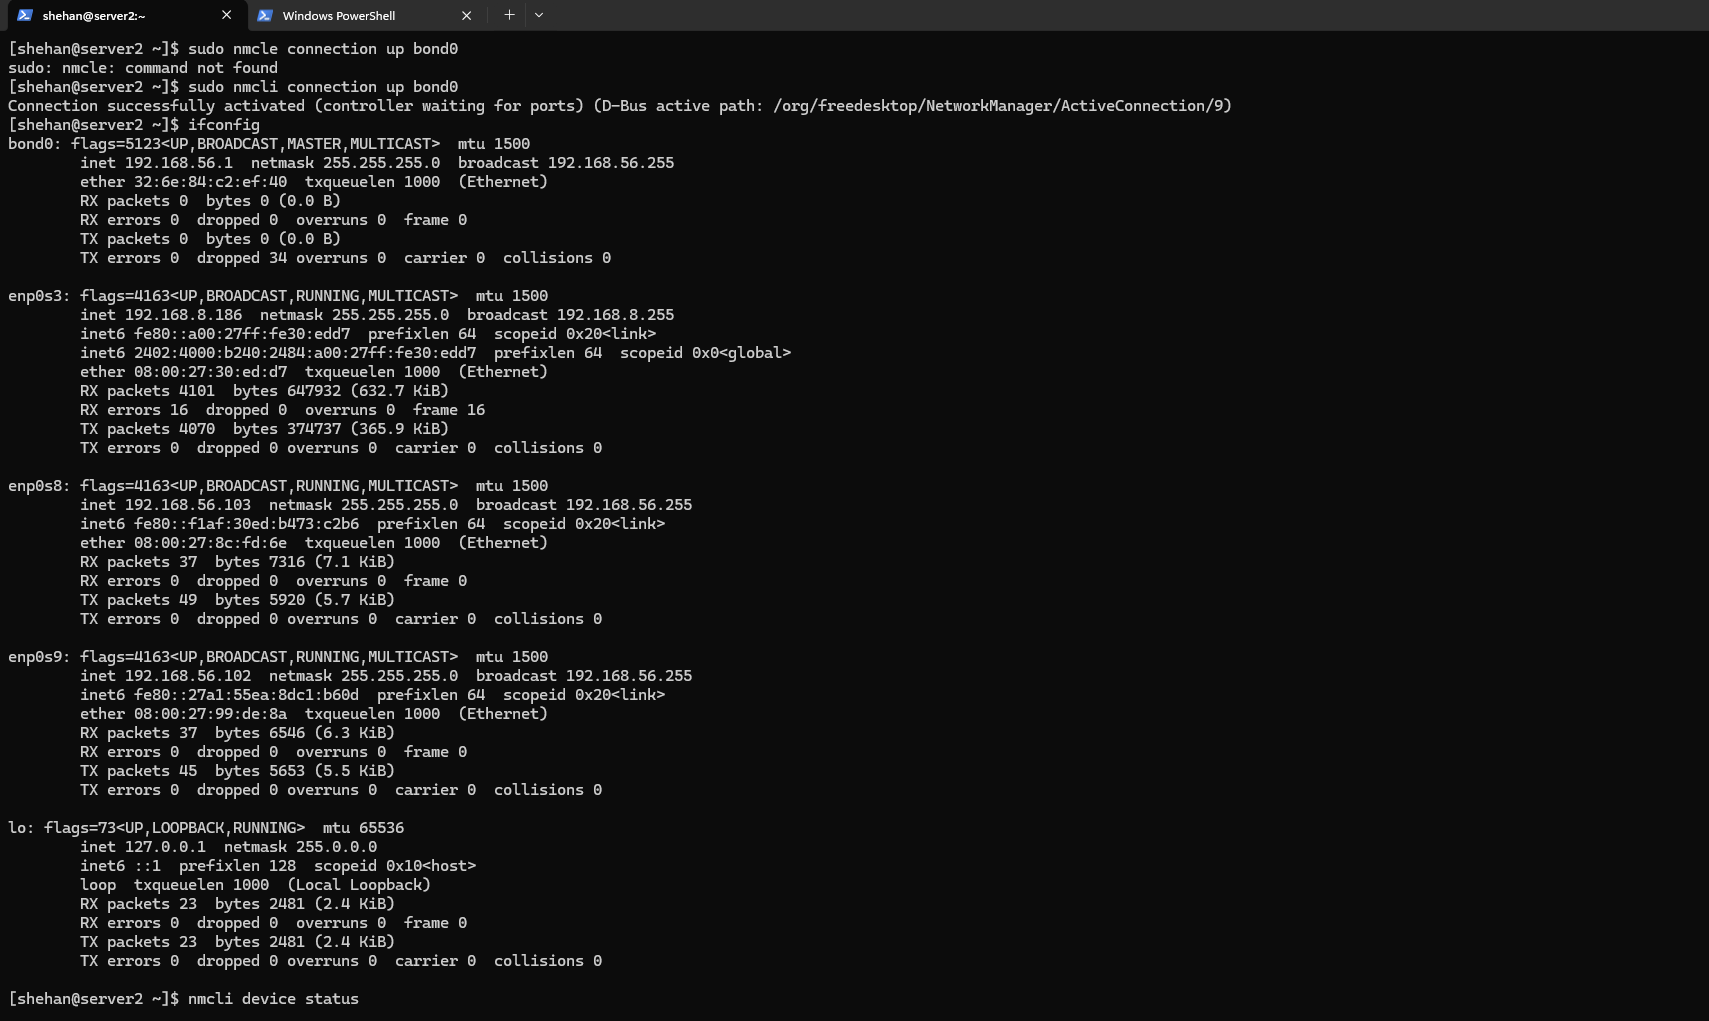 shehan@server2:~
Windows PowerShell
[shehan@server2 ~]$ sudo nmcle connection up bond0
sudo: nmcle: command not found
[shehan@server2 ~]$ sudo nmcli connection up bond0
Connection successfully activated (controller waiting for ports) (D-Bus active path: /org/freedesktop/NetworkManager/ActiveConnection/9)
[shehan@server2 ~]$ ifconfig
bond0: flags=5123<UP,BROADCAST,MASTER,MULTICAST>  mtu 1500
        inet 192.168.56.1  netmask 255.255.255.0  broadcast 192.168.56.255
        ether 32:6e:84:c2:ef:40  txqueuelen 1000  (Ethernet)
        RX packets 0  bytes 0 (0.0 B)
        RX errors 0  dropped 0  overruns 0  frame 0
        TX packets 0  bytes 0 (0.0 B)
        TX errors 0  dropped 34 overruns 0  carrier 0  collisions 0

enp0s3: flags=4163<UP,BROADCAST,RUNNING,MULTICAST>  mtu 1500
        inet 192.168.8.186  netmask 255.255.255.0  broadcast 192.168.8.255
        inet6 fe80::a00:27ff:fe30:edd7  prefixlen 64  scopeid 0x20<link>
        inet6 2402:4000:b240:2484:a00:27ff:fe30:edd7  prefixlen 64  scopeid 0x0<global>
        ether 08:00:27:30:ed:d7  txqueuelen 1000  (Ethernet)
        RX packets 4101  bytes 647932 (632.7 KiB)
        RX errors 16  dropped 0  overruns 0  frame 16
        TX packets 4070  bytes 374737 (365.9 KiB)
        TX errors 0  dropped 0 overruns 0  carrier 0  collisions 0

enp0s8: flags=4163<UP,BROADCAST,RUNNING,MULTICAST>  mtu 1500
        inet 192.168.56.103  netmask 255.255.255.0  broadcast 192.168.56.255
        inet6 fe80::f1af:30ed:b473:c2b6  prefixlen 64  scopeid 0x20<link>
        ether 08:00:27:8c:fd:6e  txqueuelen 1000  (Ethernet)
        RX packets 37  bytes 7316 (7.1 KiB)
        RX errors 0  dropped 0  overruns 0  frame 0
        TX packets 49  bytes 5920 (5.7 KiB)
        TX errors 0  dropped 0 overruns 0  carrier 0  collisions 0

enp0s9: flags=4163<UP,BROADCAST,RUNNING,MULTICAST>  mtu 1500
        inet 192.168.56.102  netmask 255.255.255.0  broadcast 192.168.56.255
        inet6 fe80::27a1:55ea:8dc1:b60d  prefixlen 64  scopeid 0x20<link>
        ether 08:00:27:99:de:8a  txqueuelen 1000  (Ethernet)
        RX packets 37  bytes 6546 (6.3 KiB)
        RX errors 0  dropped 0  overruns 0  frame 0
        TX packets 45  bytes 5653 (5.5 KiB)
        TX errors 0  dropped 0 overruns 0  carrier 0  collisions 0

lo: flags=73<UP,LOOPBACK,RUNNING>  mtu 65536
        inet 127.0.0.1  netmask 255.0.0.0
        inet6 ::1  prefixlen 128  scopeid 0x10<host>
        loop  txqueuelen 1000  (Local Loopback)
        RX packets 23  bytes 2481 (2.4 KiB)
        RX errors 0  dropped 0  overruns 0  frame 0
        TX packets 23  bytes 2481 (2.4 KiB)
        TX errors 0  dropped 0 overruns 0  carrier 0  collisions 0

[shehan@server2 ~]$ nmcli device status